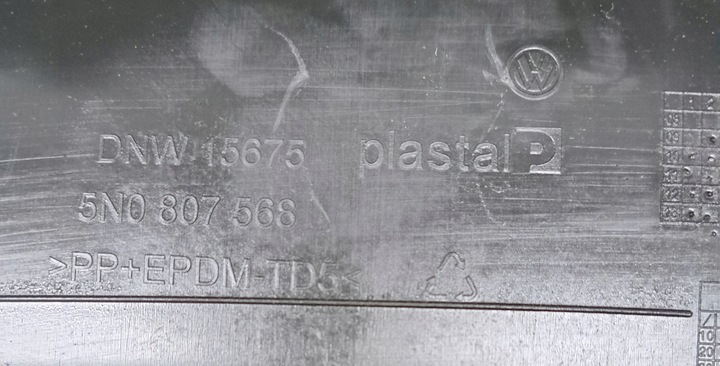 DNW 15675 plastal P
5N0 807 568
>PP+EPDM-TD5<